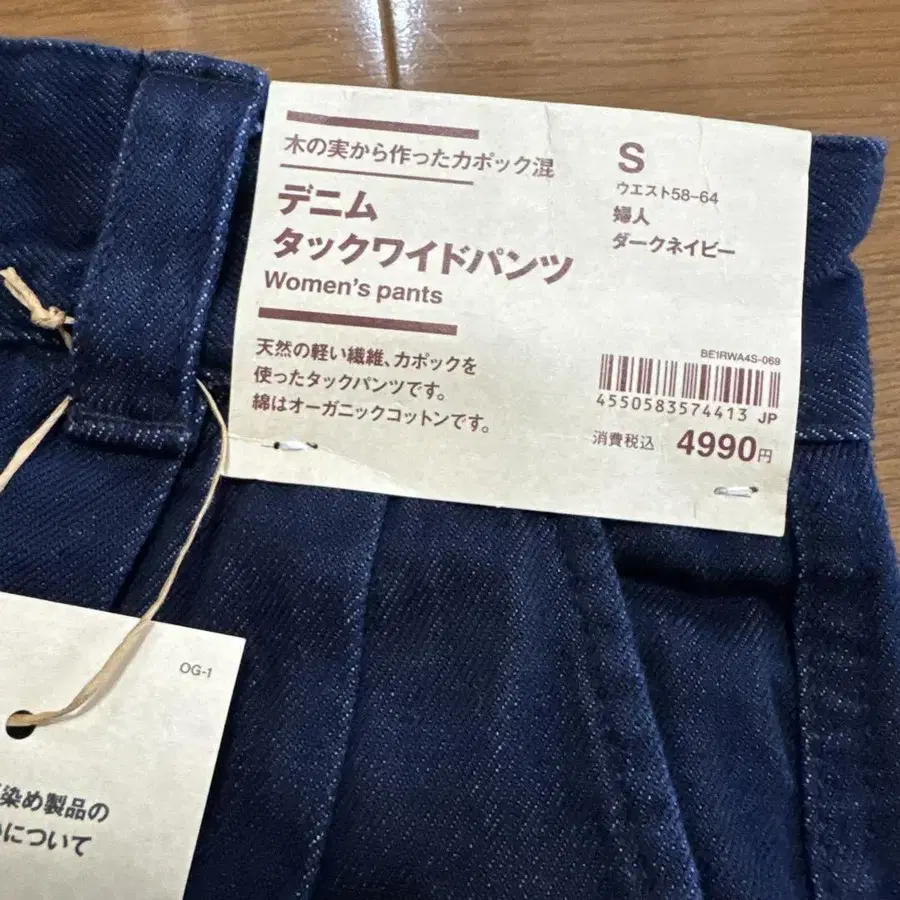 木の実から作ったカポック混
デニム
タックワイドパンツ
Women's pants
天然の軽い繊維、カポックを
使ったタックパンツです。
綿はオーガニックコットンです。
S
ウエスト58-64
婦人
ダークネイビー
BE1RWA4S-069
4550583574413 JP
消費税込 4990円
OG-1
染め製品の
について